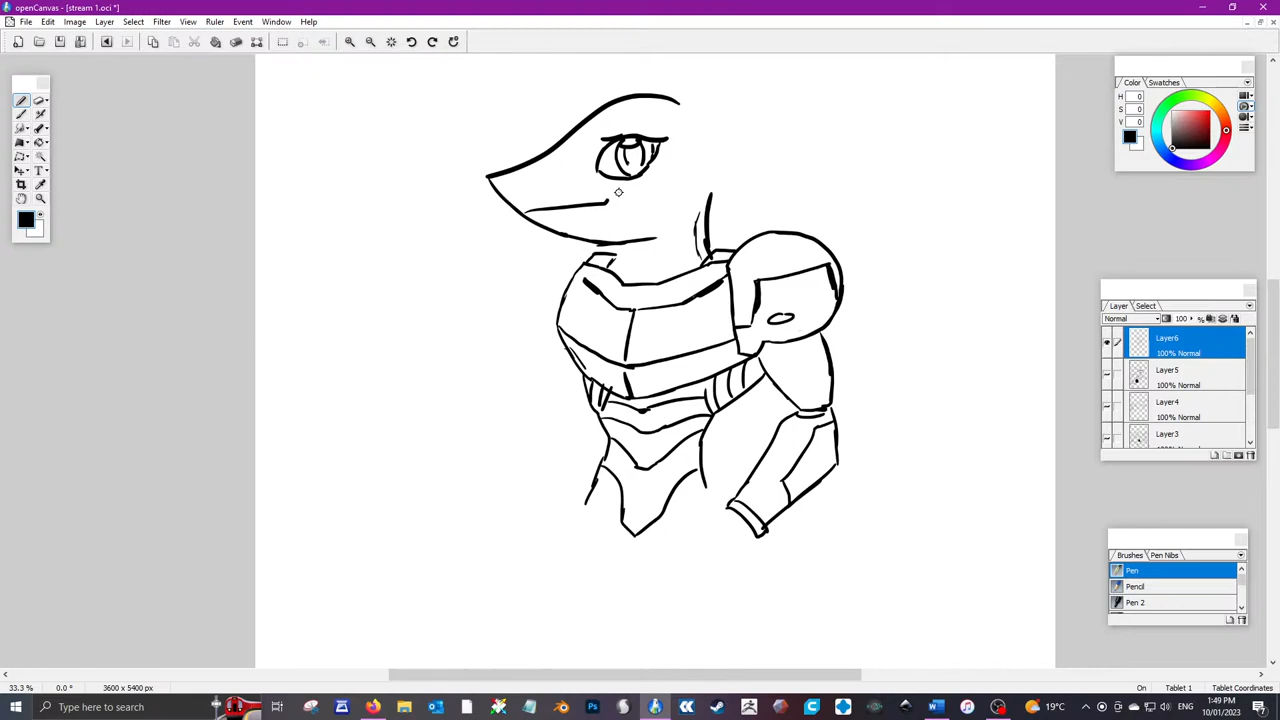 openCanvas - [stream 1.oci *]
File Edit Image Layer Select Filter View Ruler Event Window Help
Color Swatches
H 0
S 0
V 0
Layer Select
Normal 100 %
Layer6
100% Normal
Layer5
100% Normal
Layer4
100% Normal
Layer3
100% Normal
Brushes Pen Nibs
Pen
Pencil
Pen 2
33.3 % 0.0 ° 3600 x 5400 px On Tablet 1 Tablet Coordinates
Type here to search
Ps
W
19°C
ENG
1:49 PM
10/01/2023